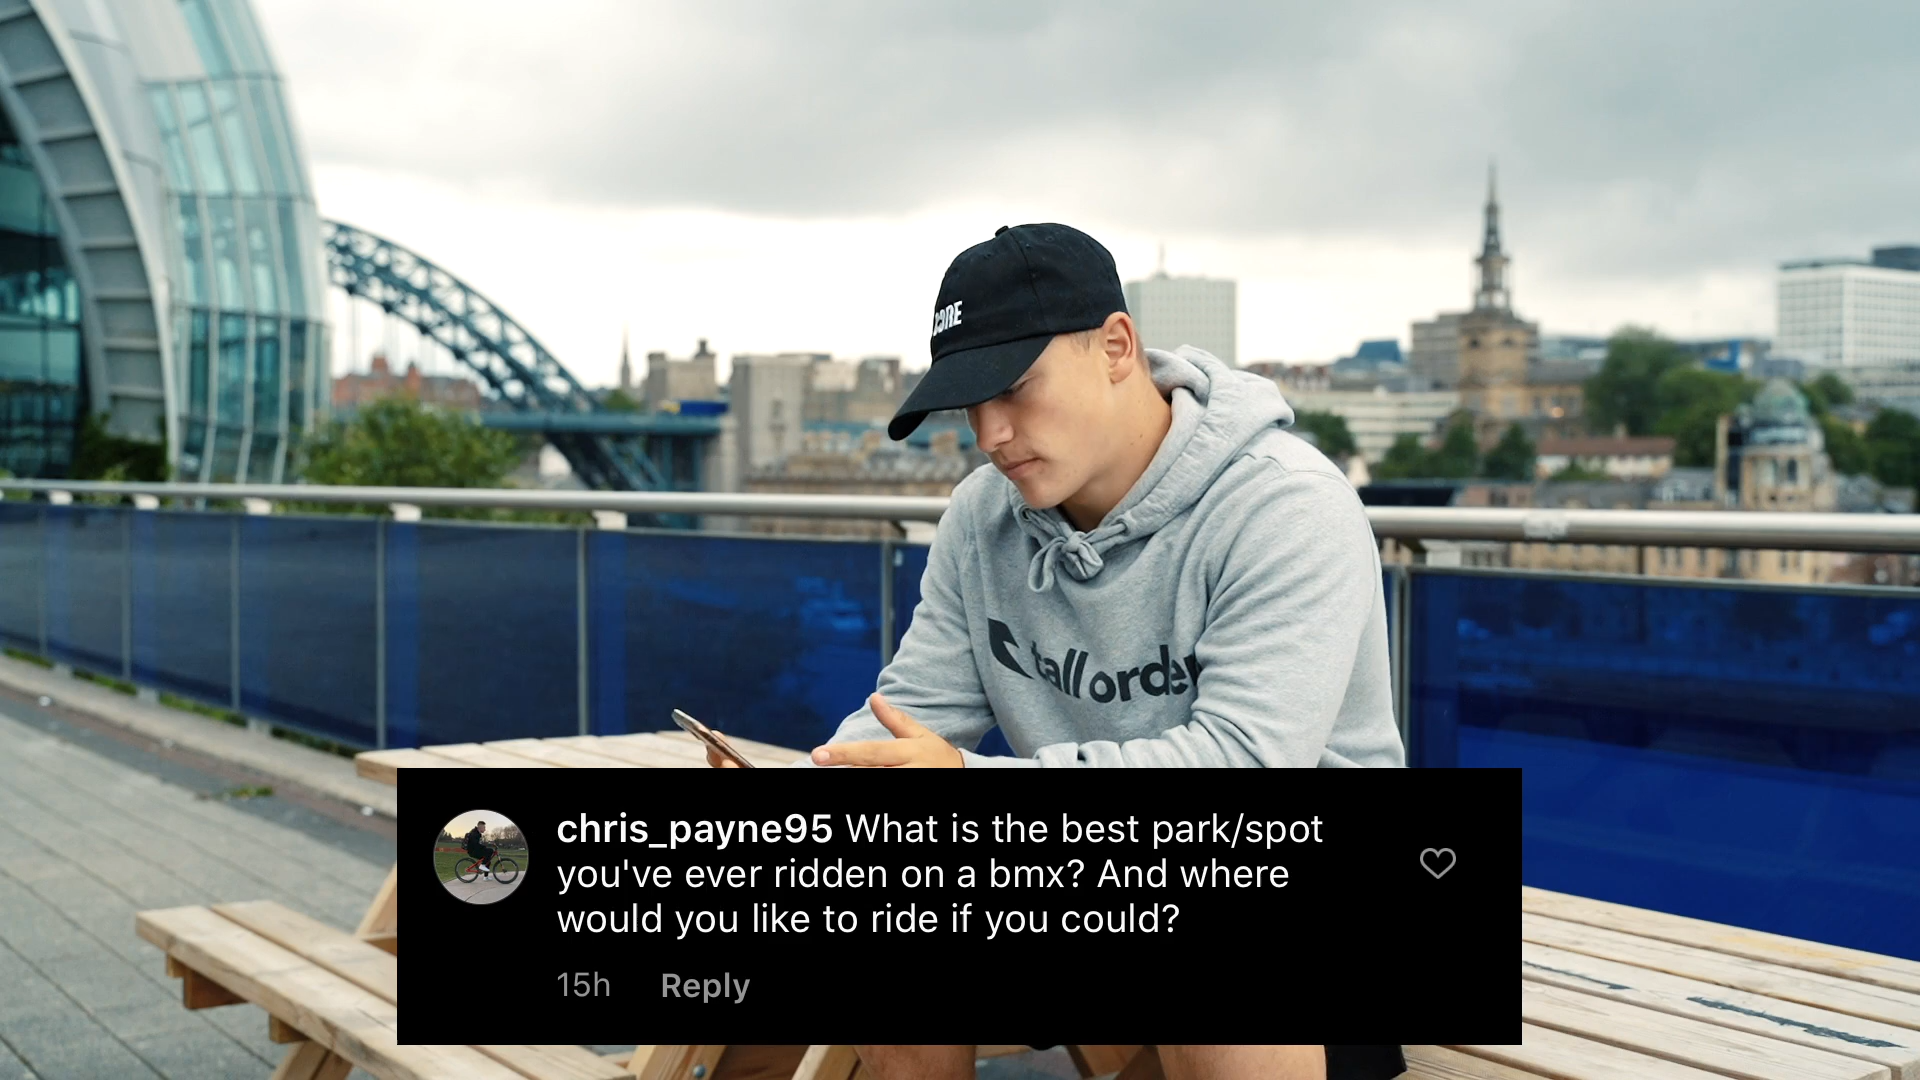 CORE
tall order
chris_payne95 What is the best park/spot
you've ever ridden on a bmx? And where
would you like to ride if you could?
15h Reply